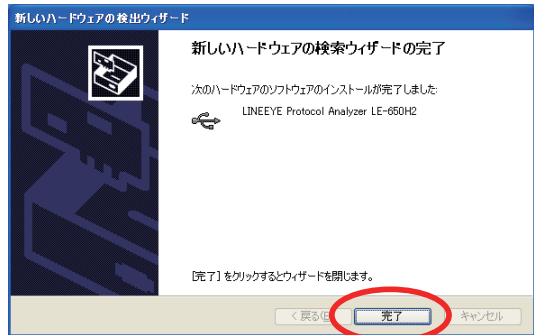 新しいハードウェアの検出ウィザード
新しいハードウェアの検索ウィザードの完了
次のハードウェアのソフトウェアのインストールが完了しました:
LINEEYE Protocol Analyzer LE-650H2
[完了] をクリックするとウィザードを閉じます。
< 戻る(B) 完了 キャンセル